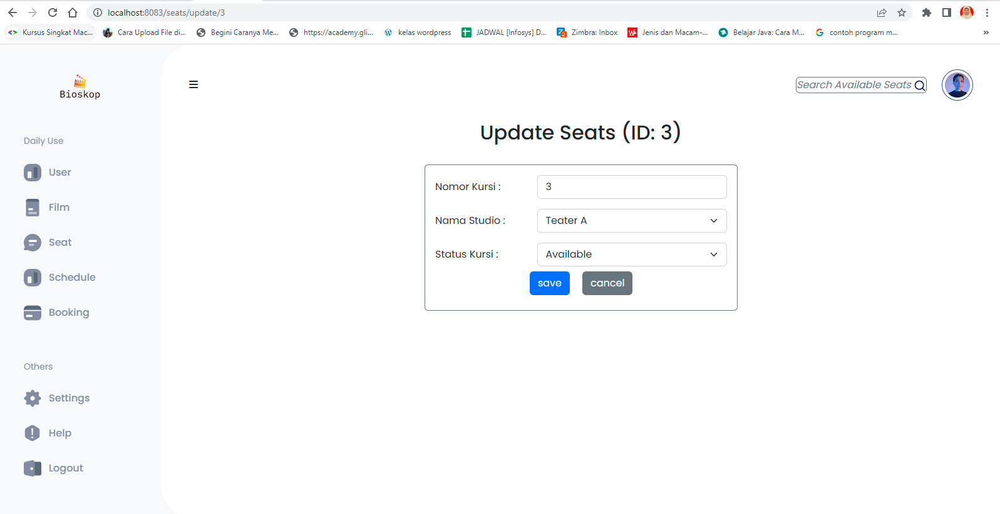 localhost:8083/seats/update/3
Kursus Singkat Mac...
Cara Upload File di...
Begini Caranya Me...
https://academy.gli...
kelas wordpress
JADWAL [Infosys] D...
Zimbra: Inbox
Jenis dan Macam-...
Belajar Java: Cara M...
contoh program m...
»
Bioskop
Search Available Seats
Update Seats (ID: 3)
Daily Use
User
Film
Seat
Schedule
Booking
Others
Settings
Help
Logout
Nomor Kursi :
3
Nama Studio :
Teater A
Status Kursi :
Available
save
cancel